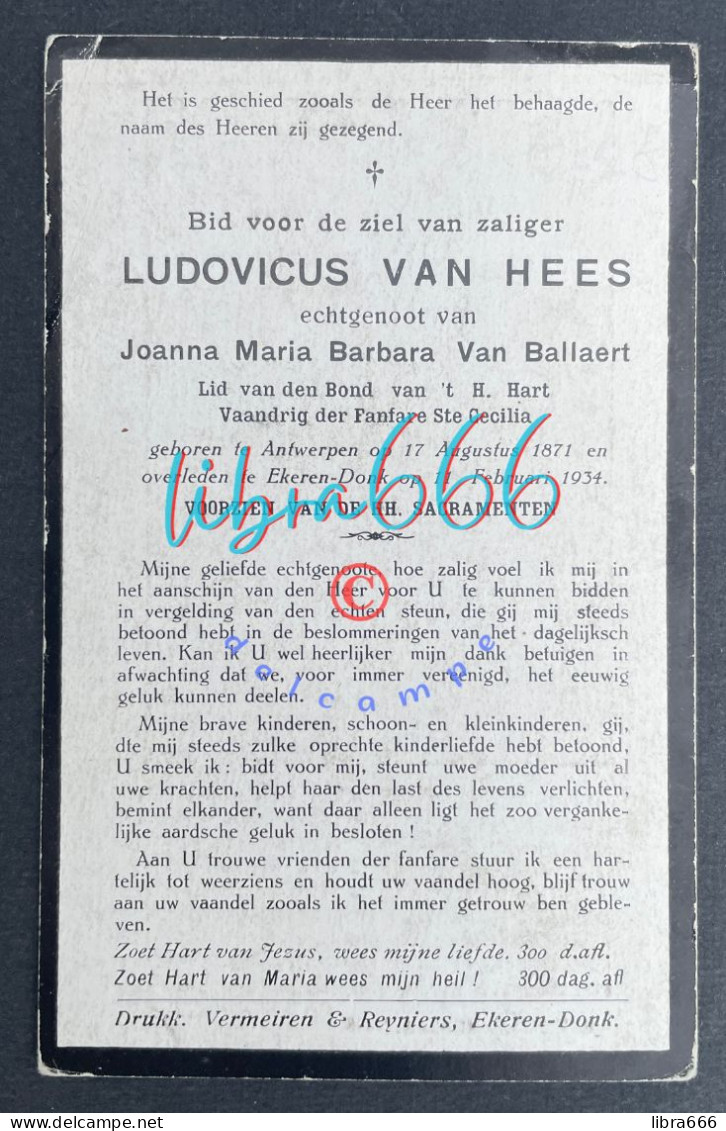 Het is geschied zooals de Heer het behaagde, de
naam des Heeren zij gezegend.
Bid voor de ziel van zaliger
LUDOVICUS VAN HEES
echtgenoot van
Joanna Maria Barbara Van Ballaert
Lid van den Bond van 't H. Hart
Vaandrig der Fanfare Ste Cecilia
geboren te Antwerpen op 17 Augustus 1871 en
overleden te Ekeren-Donk op 11 Februari 1934.
VOORZIEN VAN DE HH. SACRAMENTEN
libra666
©
delcampe
Mijne geliefde echtgenoote, hoe zalig voel ik mij in
het aanschijn van den Heer voor U te kunnen bidden
in vergelding van den echten steun, die gij mij steeds
betoond hebt in de beslommeringen van het dagelijksch
leven. Kan ik U wel heerlijker mijn dank betuigen in
afwachting dat we, voor immer vereenigd, het eeuwig
geluk kunnen deelen.
Mijne brave kinderen, schoon- en kleinkinderen, gij,
dte mij steeds zulke oprechte kinderliefde hebt betoond,
U smeek ik : bidt voor mij, steunt uwe moeder uit al
uwe krachten, helpt haar den last des levens verlichten,
bemint elkander, want daar alleen ligt het zoo verganke-
lijke aardsche geluk in besloten !
Aan U trouwe vrienden der fanfare stuur ik een har-
telijk tot weerziens en houdt uw vaandel hoog, blijf trouw
aan uw vaandel zooals ik het immer getrouw ben geble-
ven.
Zoet Hart van Jezus, wees mijne liefde. 300 d.afl.
Zoet Hart van Maria wees mijn heil ! 300 dag. afl
Drukk. Vermeiren & Reyniers, Ekeren-Donk.
libra666